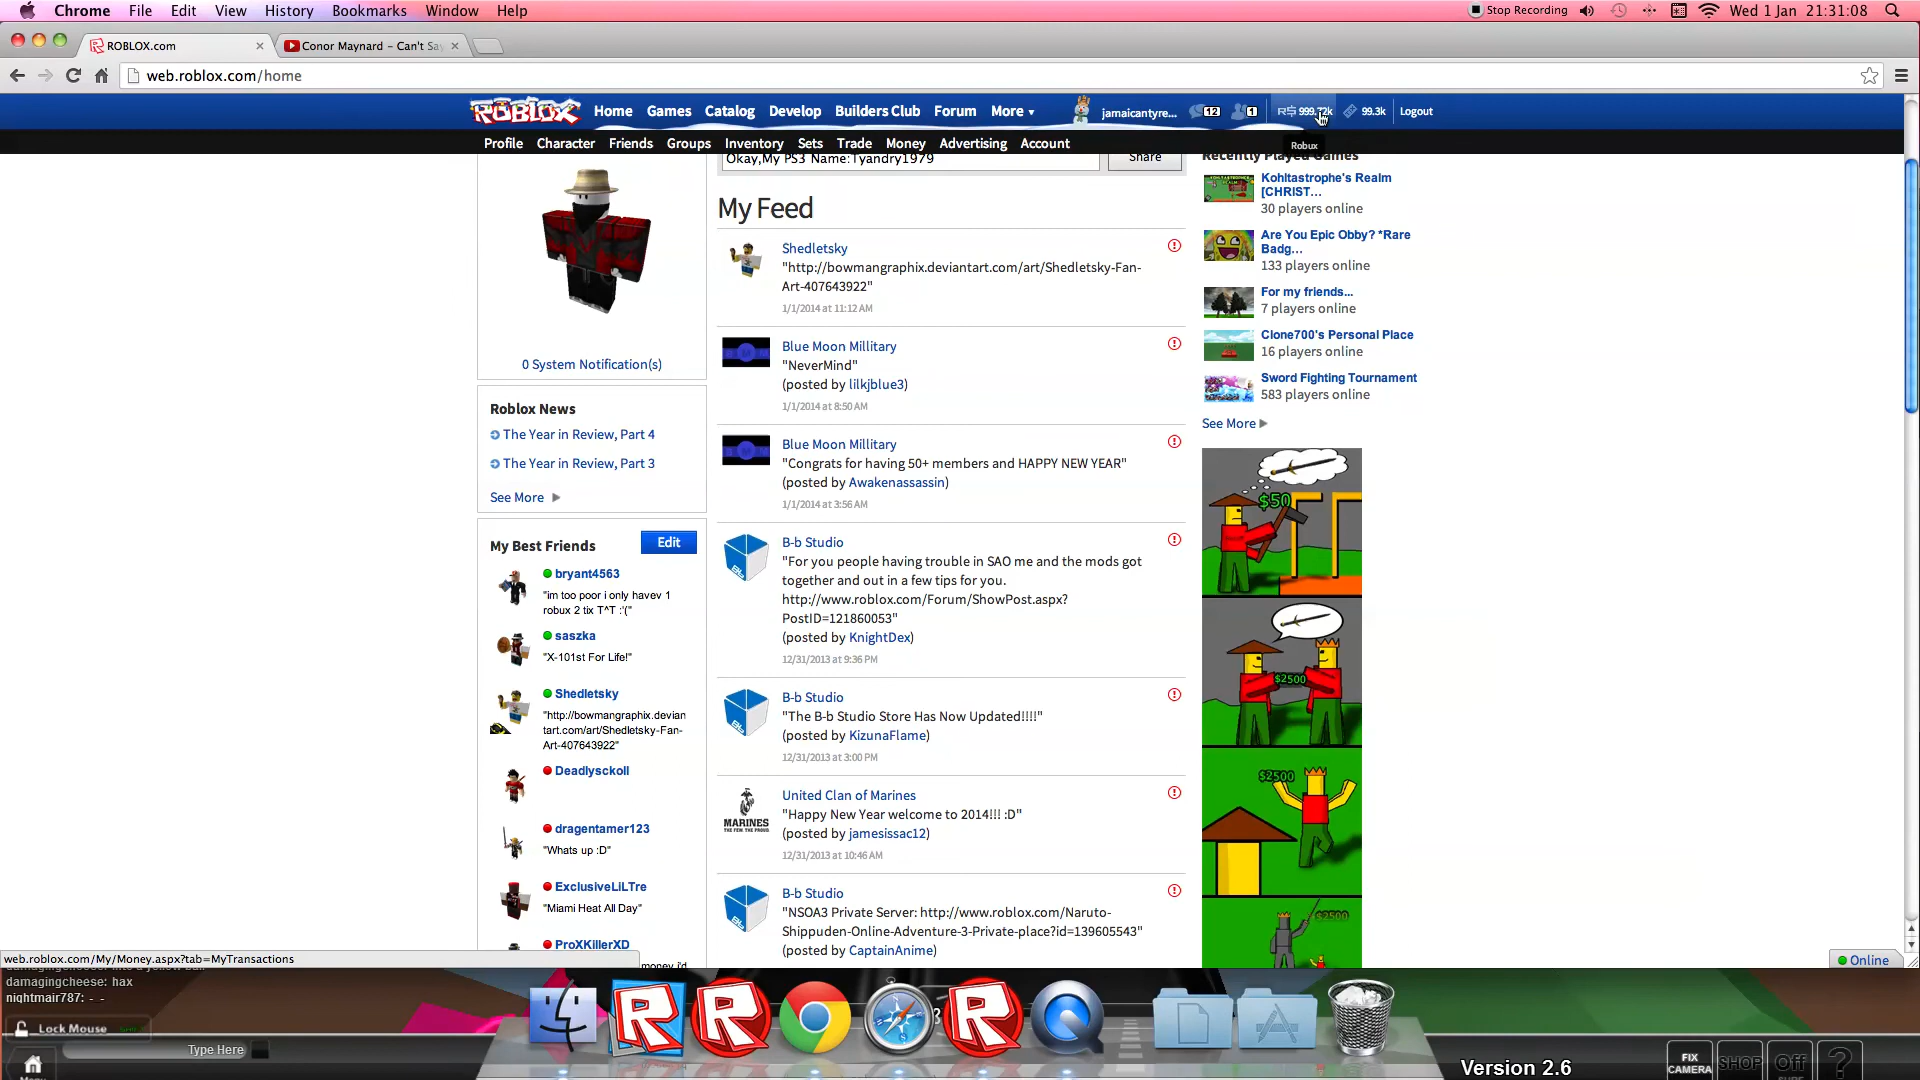 Chrome File Edit View History Bookmarks Window Help
Stop Recording Wed 1 Jan 21:31:08
ROBLOX.com
Conor Maynard - Can't Say
web.roblox.com/home
ROBLOX Home Games Catalog Develop Builders Club Forum More jamaicantyre... 12 1 R$ 999.72k 99.3k Logout
Profile Character Friends Groups Inventory Sets Trade Money Advertising Account
Robux
Okay,My PS3 Name:Tyandry1979
Share
0 System Notification(s)
Roblox News
The Year in Review, Part 4
The Year in Review, Part 3
See More
My Best Friends
Edit
bryant4563
"im too poor i only havev 1
robux 2 tix T^T :'("
saszka
"X-101st For Life!"
Shedletsky
"http://bowmangraphix.devian
tart.com/art/Shedletsky-Fan-
Art-407643922"
Deadlysckoll
dragentamer123
"Whats up :D"
ExclusiveLiLTre
"Miami Heat All Day"
ProXKillerXD
My Feed
Shedletsky
"http://bowmangraphix.deviantart.com/art/Shedletsky-Fan-
Art-407643922"
1/1/2014 at 11:12 AM
Blue Moon Millitary
"NeverMind"
(posted by lilkjblue3)
1/1/2014 at 8:50 AM
Blue Moon Millitary
"Congrats for having 50+ members and HAPPY NEW YEAR"
(posted by Awakenassassin)
1/1/2014 at 3:56 AM
B-b Studio
"For you people having trouble in SAO me and the mods got
together and out in a few tips for you.
http://www.roblox.com/Forum/ShowPost.aspx?
PostID=121860053"
(posted by KnightDex)
12/31/2013 at 9:36 PM
B-b Studio
"The B-b Studio Store Has Now Updated!!!!"
(posted by KizunaFlame)
12/31/2013 at 3:00 PM
MARINES
THE FEW. THE PROUD.
United Clan of Marines
"Happy New Year welcome to 2014!!! :D"
(posted by jamesissac12)
12/31/2013 at 10:46 AM
B-b Studio
"NSOA3 Private Server: http://www.roblox.com/Naruto-
Shippuden-Online-Adventure-3-Private-place?id=139605543"
(posted by CaptainAnime)
Recently Played Games
Kohltastrophe's Realm
[CHRIST...
30 players online
Are You Epic Obby? *Rare
Badg...
133 players online
For my friends...
7 players online
Clone700's Personal Place
16 players online
Sword Fighting Tournament
583 players online
See More
$50
$2500
$2500
$2500
Online
web.roblox.com/My/Money.aspx?tab=MyTransactions
damagingcheese: hax
nightmair787: - -
Lock Mouse
Type Here
Version 2.6
FIX
CAMERA
SHOP
Off
?